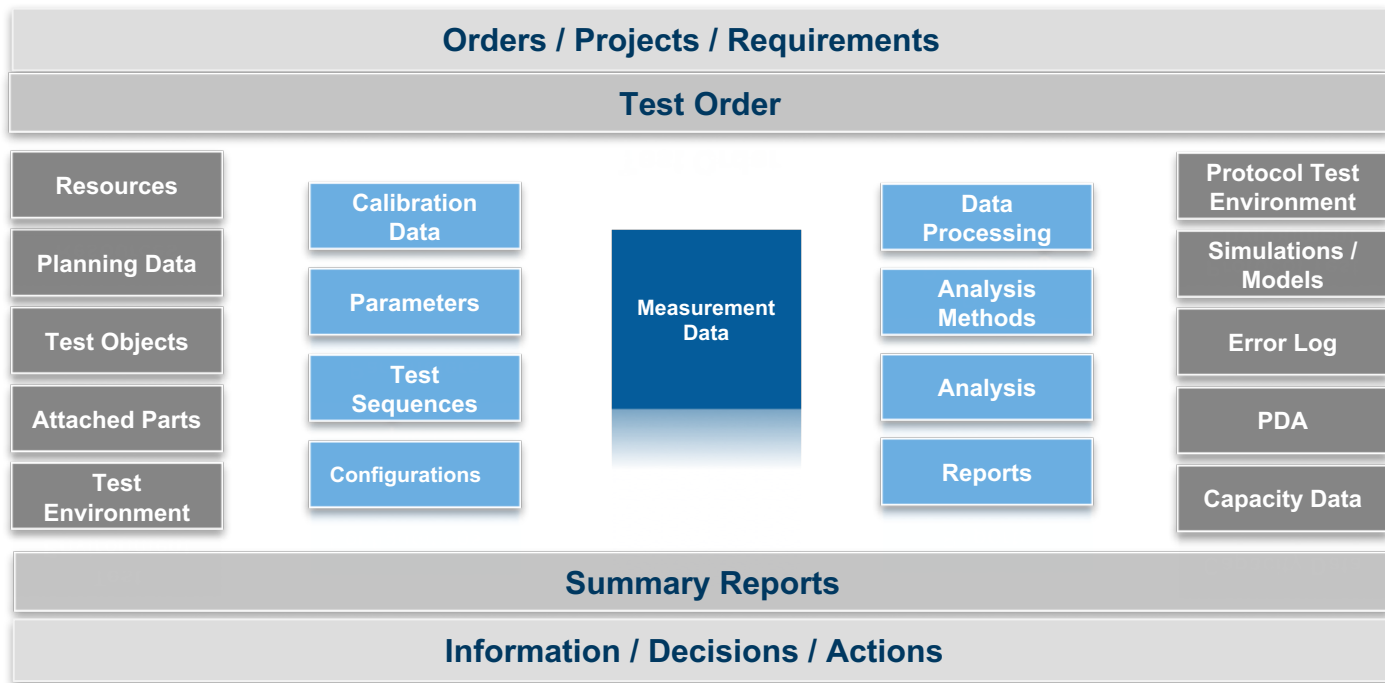 Orders / Projects / Requirements
Test Order
Resources
Planning Data
Test Objects
Attached Parts
Test
Environment
Calibration
Data
Parameters
Test
Sequences
Configurations
Measurement
Data
Data
Processing
Analysis
Methods
Analysis
Reports
Protocol Test
Environment
Simulations /
Models
Error Log
PDA
Capacity Data
Summary Reports
Information / Decisions / Actions